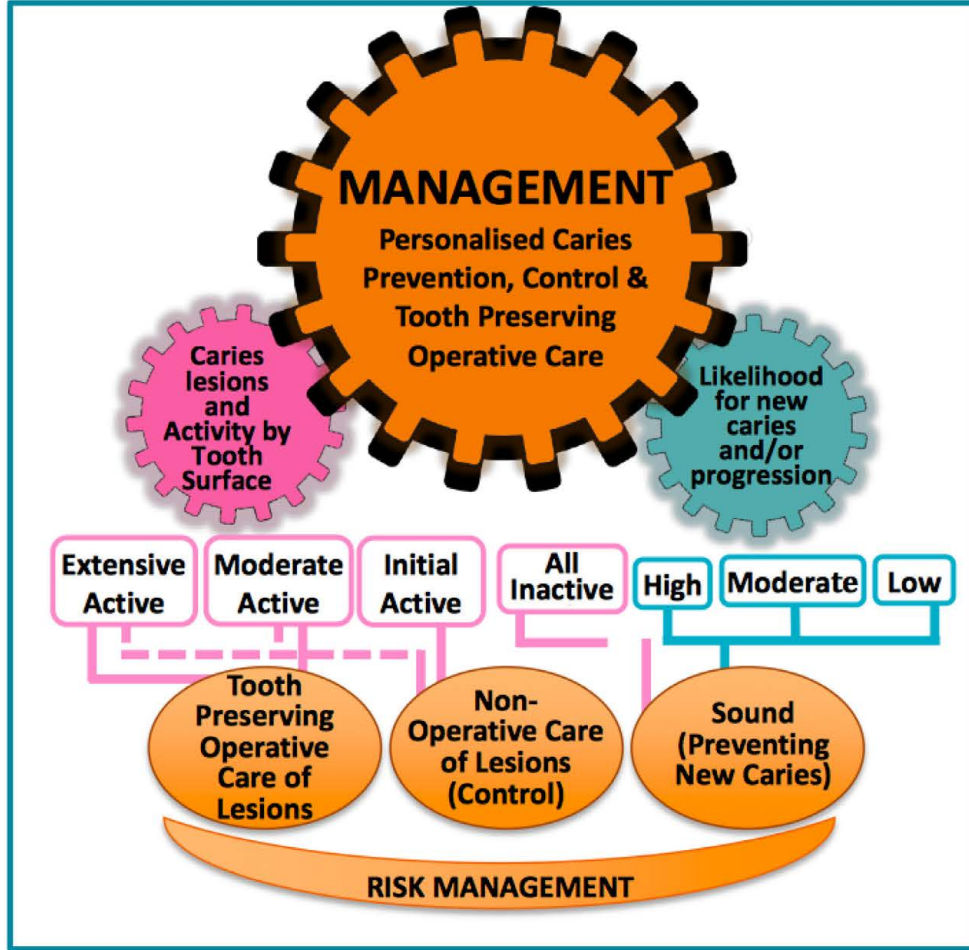 MANAGEMENT
Personalised Caries
Prevention, Control &
Tooth Preserving
Operative Care
Caries
lesions
and
Activity by
Tooth
Surface
Likelihood
for new
caries
and/or
progression
Extensive
Active
Moderate
Active
Initial
Active
All
Inactive
High
Moderate
Low
Tooth
Preserving
Operative
Care of
Lesions
Non-
Operative Care
of Lesions
(Control)
Sound
(Preventing
New Caries)
RISK MANAGEMENT